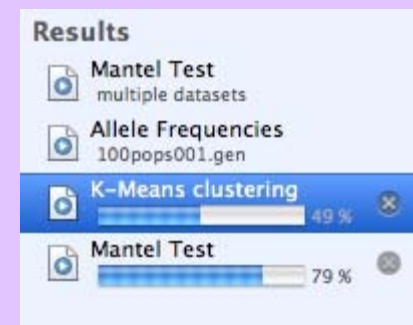 Results
Mantel Test
multiple datasets
Allele Frequencies
100pops001.gen
K-Means clustering
49 %
Mantel Test
79 %